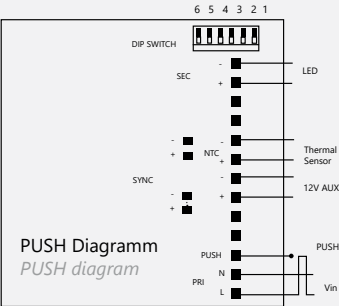 6 5 4 3 2 1
DIP SWITCH
-
LED
SEC
+
-
-
Thermal
+
NTC
+
Sensor
-
SYNC
12V AUX
-
+
+
PUSH Diagramm
PUSH
PUSH
PUSH diagram
N
PRI
Vin
L